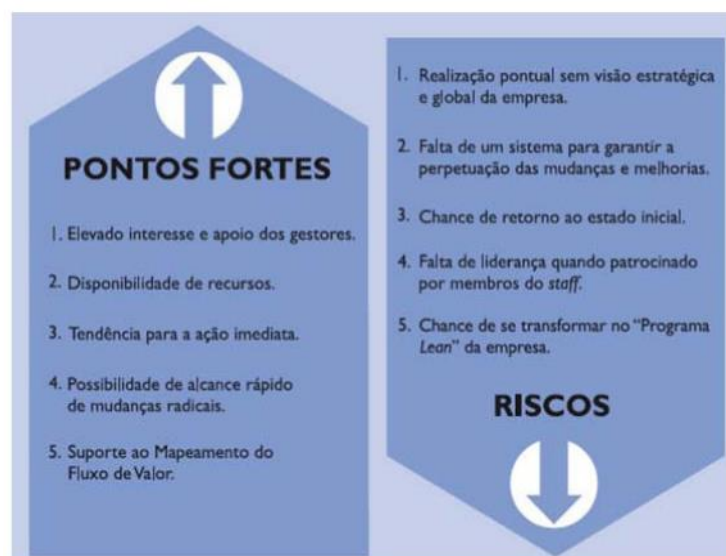 PONTOS FORTES
1. Elevado interesse e apoio dos gestores.
2. Disponibilidade de recursos.
3. Tendência para a ação imediata.
4. Possibilidade de alcance rápido
de mudanças radicais.
5. Suporte ao Mapeamento do
Fluxo de Valor.
1. Realização pontual sem visão estratégica
e global da empresa.
2. Falta de um sistema para garantir a
perpetuação das mudanças e melhorias.
3. Chance de retorno ao estado inicial.
4. Falta de liderança quando patrocinado
por membros do staff.
5. Chance de se transformar no “Programa
Lean” da empresa.
RISCOS